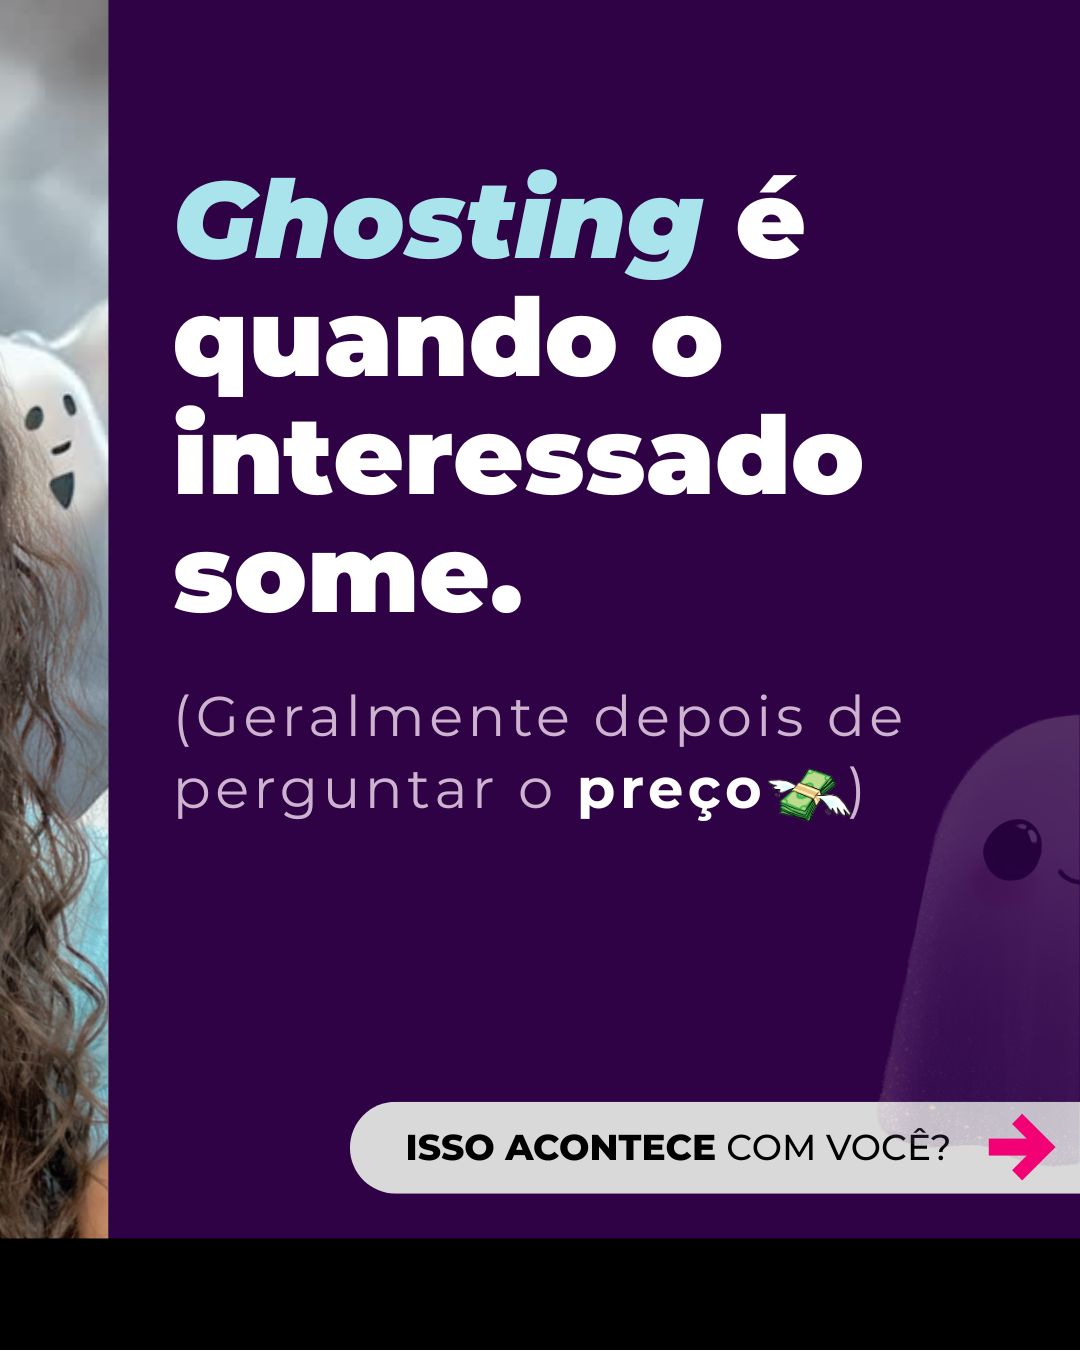 Ghosting é
quando o
interessado
some.
(Geralmente depois de
perguntar o preço💸)
ISSO ACONTECE COM VOCÊ?